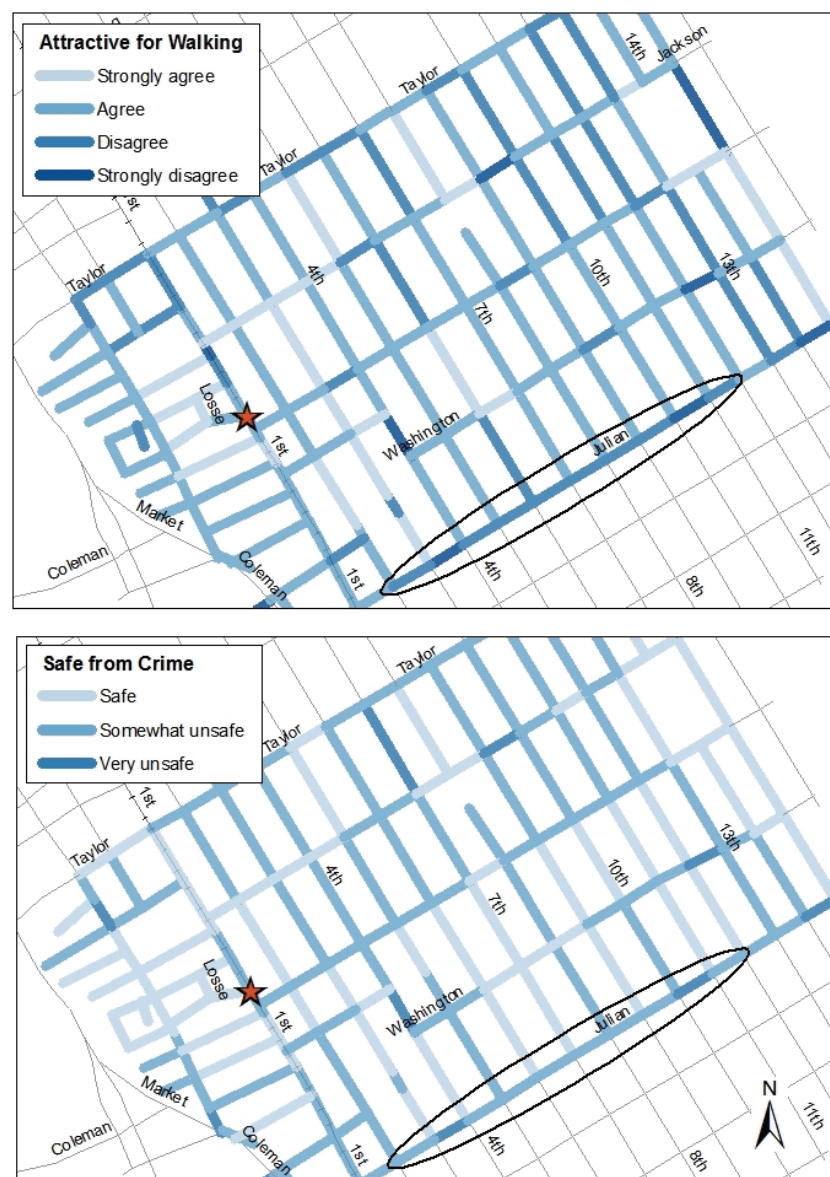 Attractive for Walking
Strongly agree
Agree
Disagree
Strongly disagree
14th
Jackson
Taylor
Taylor
1st
Taylor
4th
13th
10th
7th
Losse
1st
Washington
Julian
Market
Coleman
Coleman
1st
4th
8th
11th
Safe from Crime
Safe
Somewhat unsafe
Very unsafe
Taylor
Taylor
1st
Taylor
4th
13th
10th
7th
Losse
1st
Washington
Julian
Market
Coleman
Coleman
1st
4th
8th
11th
N